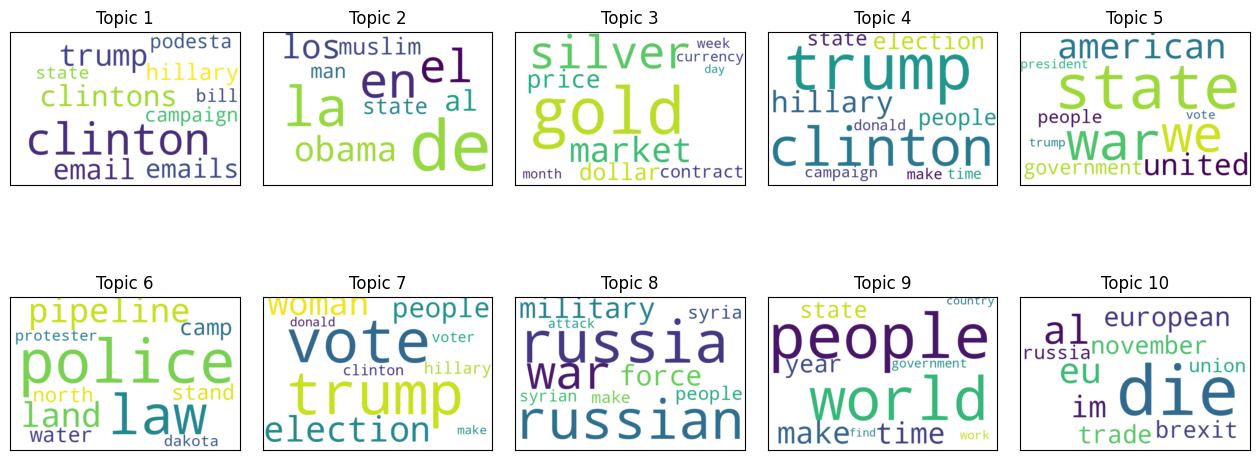 Topic 1
podesta
trump
state hillary
clintons bill
campaign
clinton
email emails
Topic 2
los muslim
man en el
la state al
obama de
Topic 3
silver week
currency
price day
gold
market
month dollar contract
Topic 4
state election
trump
hillary people
donald
clinton
campaign make time
Topic 5
american
president
state
people vote
war we
trump
government united
Topic 6
pipeline
protester camp
police
north stand
land law
water dakota
Topic 7
woman people
donald
vote voter
clinton hillary
trump
election make
Topic 8
military syria
attack
russia
war force
syrian make people
russian
Topic 9
state country
people
year government
world
make find time work
Topic 10
al european
russia november
eu union
die
im
trade brexit